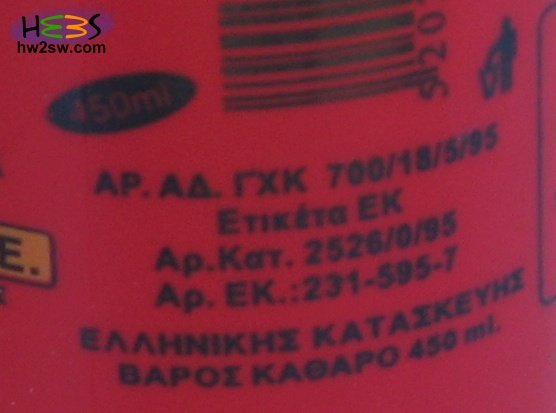 HEBS
hw2sw.com
450ml
ΑΡ. ΑΔ. ΓΧΚ 700/18/5/95
Ετικέτα ΕΚ
Αρ.Κατ. 2526/0/95
Αρ. ΕΚ.:231-595-7
Ε.
ΕΛΛΗΝΙΚΗΣ ΚΑΤΑΣΚΕΥΗΣ
ΒΑΡΟΣ ΚΑΘΑΡΟ 450 ml.